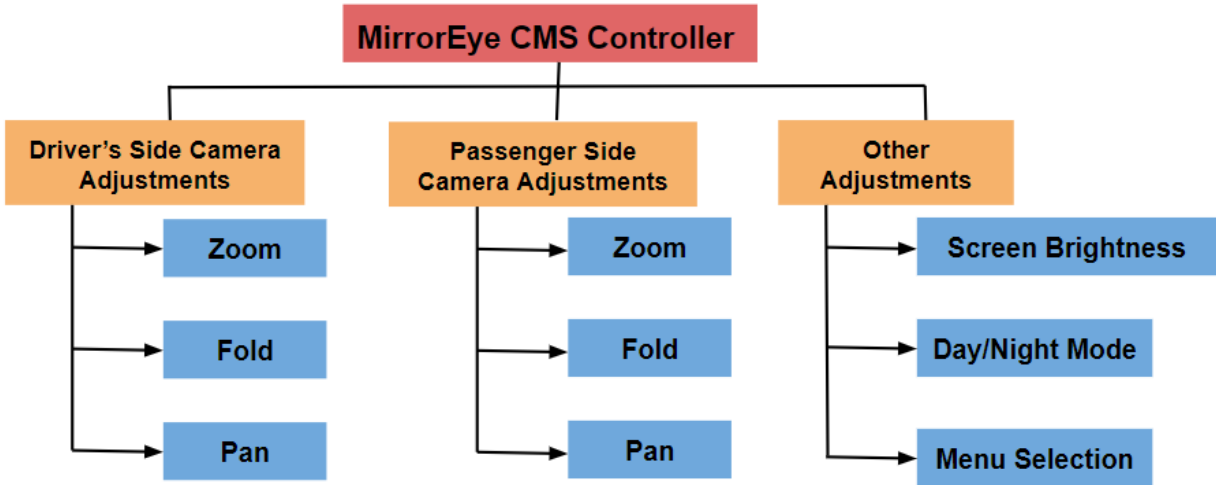 MirrorEye CMS Controller
Driver’s Side Camera
Adjustments
Zoom
Fold
Pan
Passenger Side
Camera Adjustments
Zoom
Fold
Pan
Other
Adjustments
Screen Brightness
Day/Night Mode
Menu Selection